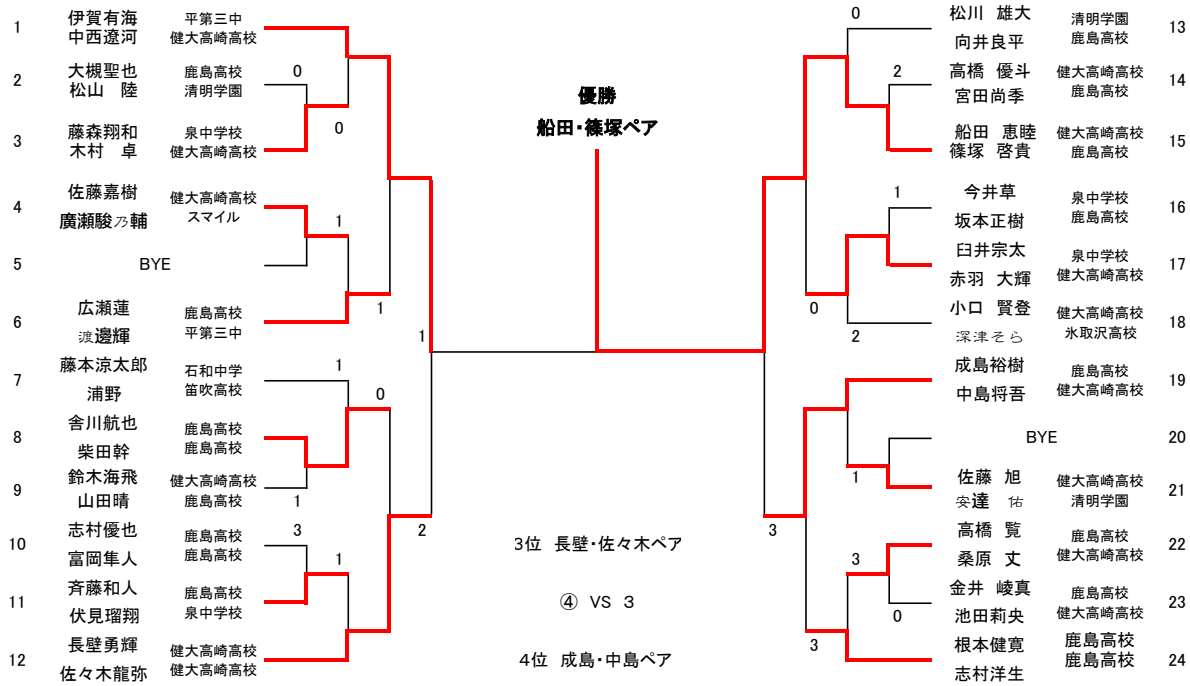 1 伊賀有海 平第三中
中西遼河 健大高崎高校
2 大槻聖也 鹿島高校
松山 陸 清明学園
3 藤森翔和 泉中学校
木村 卓 健大高崎高校
4 佐藤嘉樹 健大高崎高校
廣瀬駿乃輔 スマイル
5 BYE
6 広瀬蓮 鹿島高校
渡邊輝 平第三中
7 藤本涼太郎 石和中学
浦野 笛吹高校
8 舎川航也 鹿島高校
柴田幹 鹿島高校
9 鈴木海飛 健大高崎高校
山田晴 鹿島高校
10 志村優也 鹿島高校
富岡隼人 鹿島高校
11 斉藤和人 鹿島高校
伏見瑠翔 泉中学校
12 長壁勇輝 健大高崎高校
佐々木龍弥 健大高崎高校
0
0
1
1
1
1
0
1
3
1
2
優勝
船田・篠塚ペア
3位 長壁・佐々木ペア
④ VS 3
4位 成島・中島ペア
0
2
1
0
2
1
3
3
0
3
松川 雄大 清明学園 13
向井良平 鹿島高校
高橋 優斗 健大高崎高校 14
宮田尚季 鹿島高校
船田 恵睦 健大高崎高校 15
篠塚 啓貴 鹿島高校
今井草 泉中学校 16
坂本正樹 鹿島高校
臼井宗太 泉中学校 17
赤羽 大輝 健大高崎高校
小口 賢登 健大高崎高校 18
深津そら 氷取沢高校
成島裕樹 鹿島高校 19
中島将吾 健大高崎高校
BYE 20
佐藤 旭 健大高崎高校 21
安達 佑 清明学園
高橋 覧 鹿島高校 22
桑原 丈 健大高崎高校
金井 崚真 鹿島高校 23
池田莉央 健大高崎高校
根本健寛 鹿島高校 24
志村洋生 鹿島高校